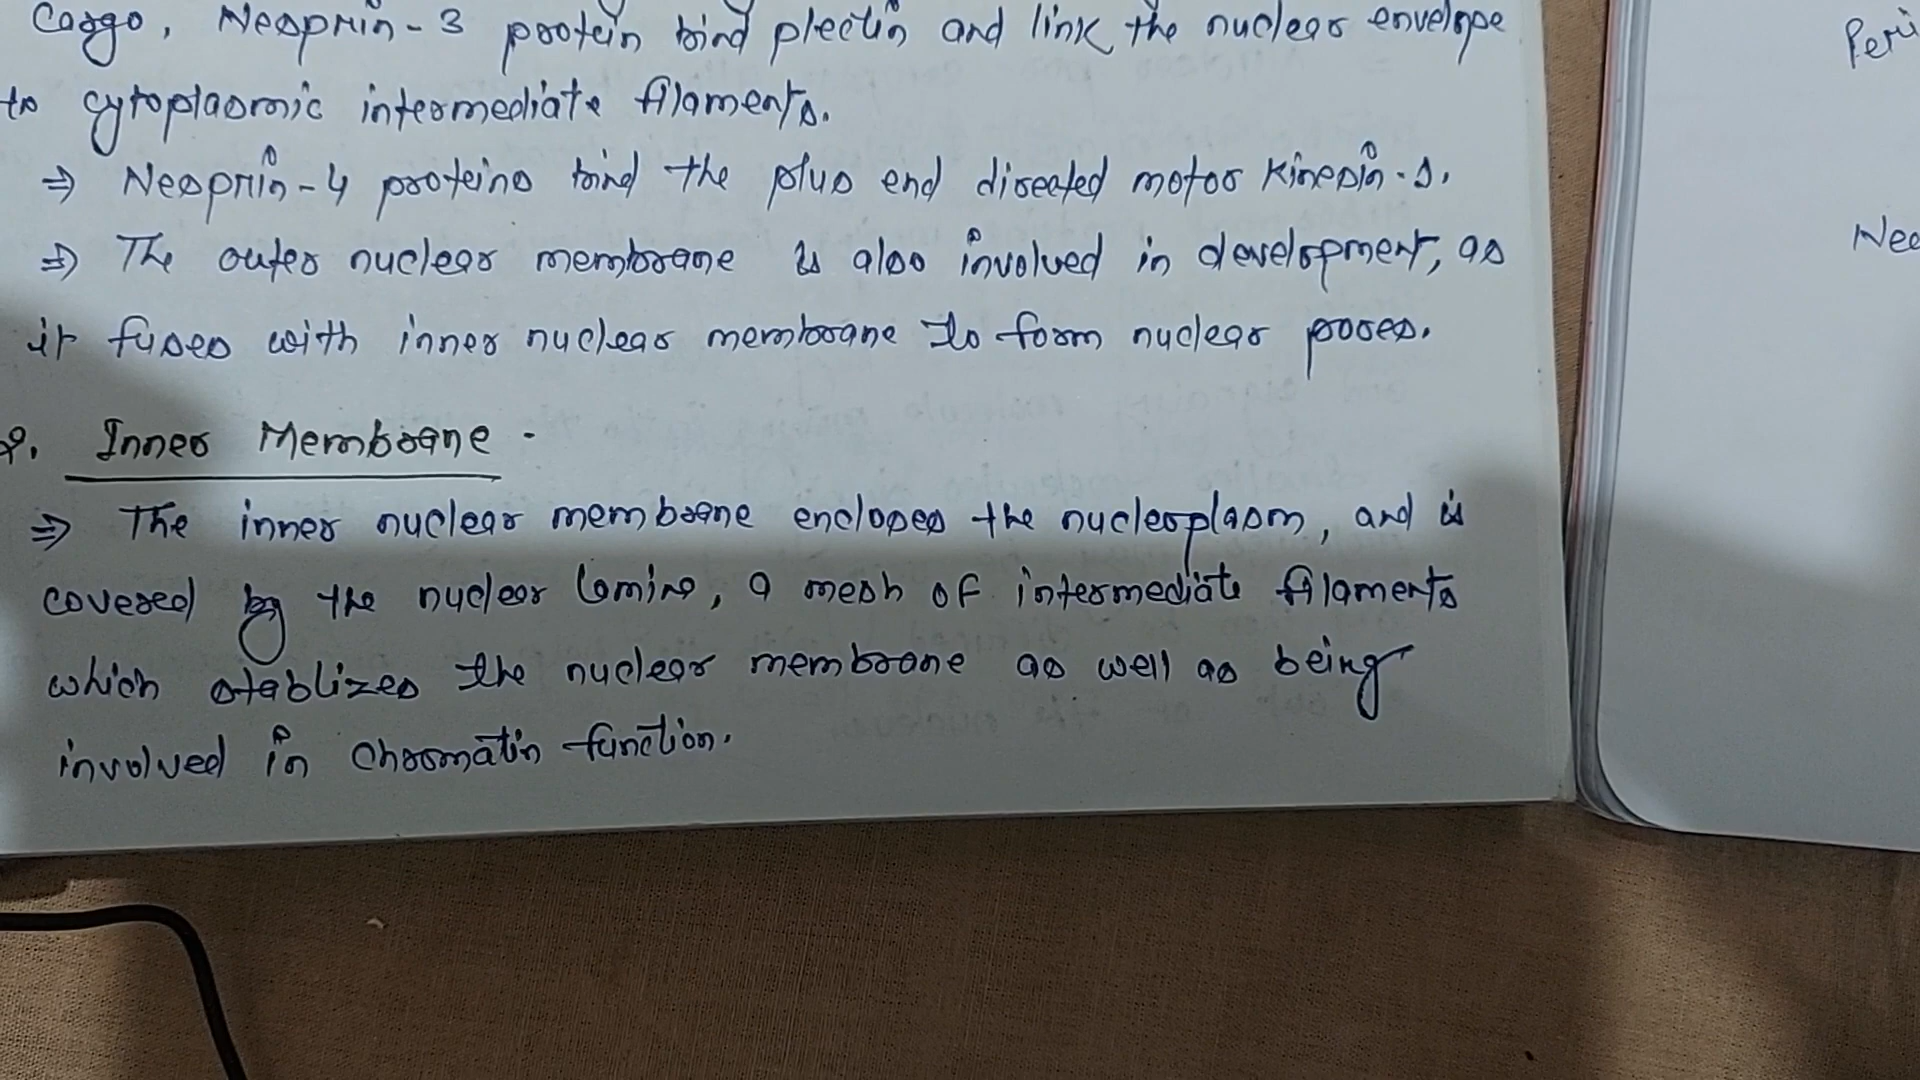 Cargo, Nesprin-3 protein bind plectin and link the nuclear envelope
to cytoplasmic intermediate filaments.
⇒ Nesprin-4 proteins bind the plus end directed motor Kinesin-1.
⇒ The outer nuclear membrane is also involved in development, as
it fuses with inner nuclear membrane to form nuclear pores.
2. Inner Membrane -
⇒ The inner nuclear membrane encloses the nucleoplasm, and is
covered by the nuclear lamina, a mesh of intermediate filaments
which stablizes the nuclear membrane as well as being
involved in chromatin function.
Peri